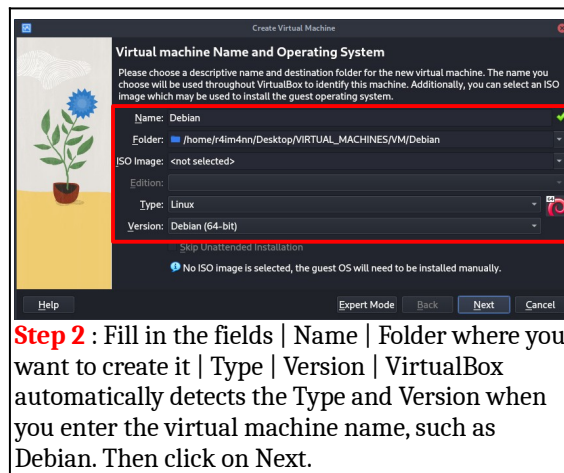 Create Virtual Machine
Virtual machine Name and Operating System
Please choose a descriptive name and destination folder for the new virtual machine. The name you
choose will be used throughout VirtualBox to identify this machine. Additionally, you can select an ISO
image which may be used to install the guest operating system.
Name: Debian
Folder: /home/r4im4nn/Desktop/VIRTUAL_MACHINES/VM/Debian
ISO Image: <not selected>
Edition:
Type: Linux
64
Version: Debian (64-bit)
Skip Unattended Installation
No ISO image is selected, the guest OS will need to be installed manually.
Help Expert Mode Back Next Cancel
Step 2 : Fill in the fields | Name | Folder where you
want to create it | Type | Version | VirtualBox
automatically detects the Type and Version when
you enter the virtual machine name, such as
Debian. Then click on Next.